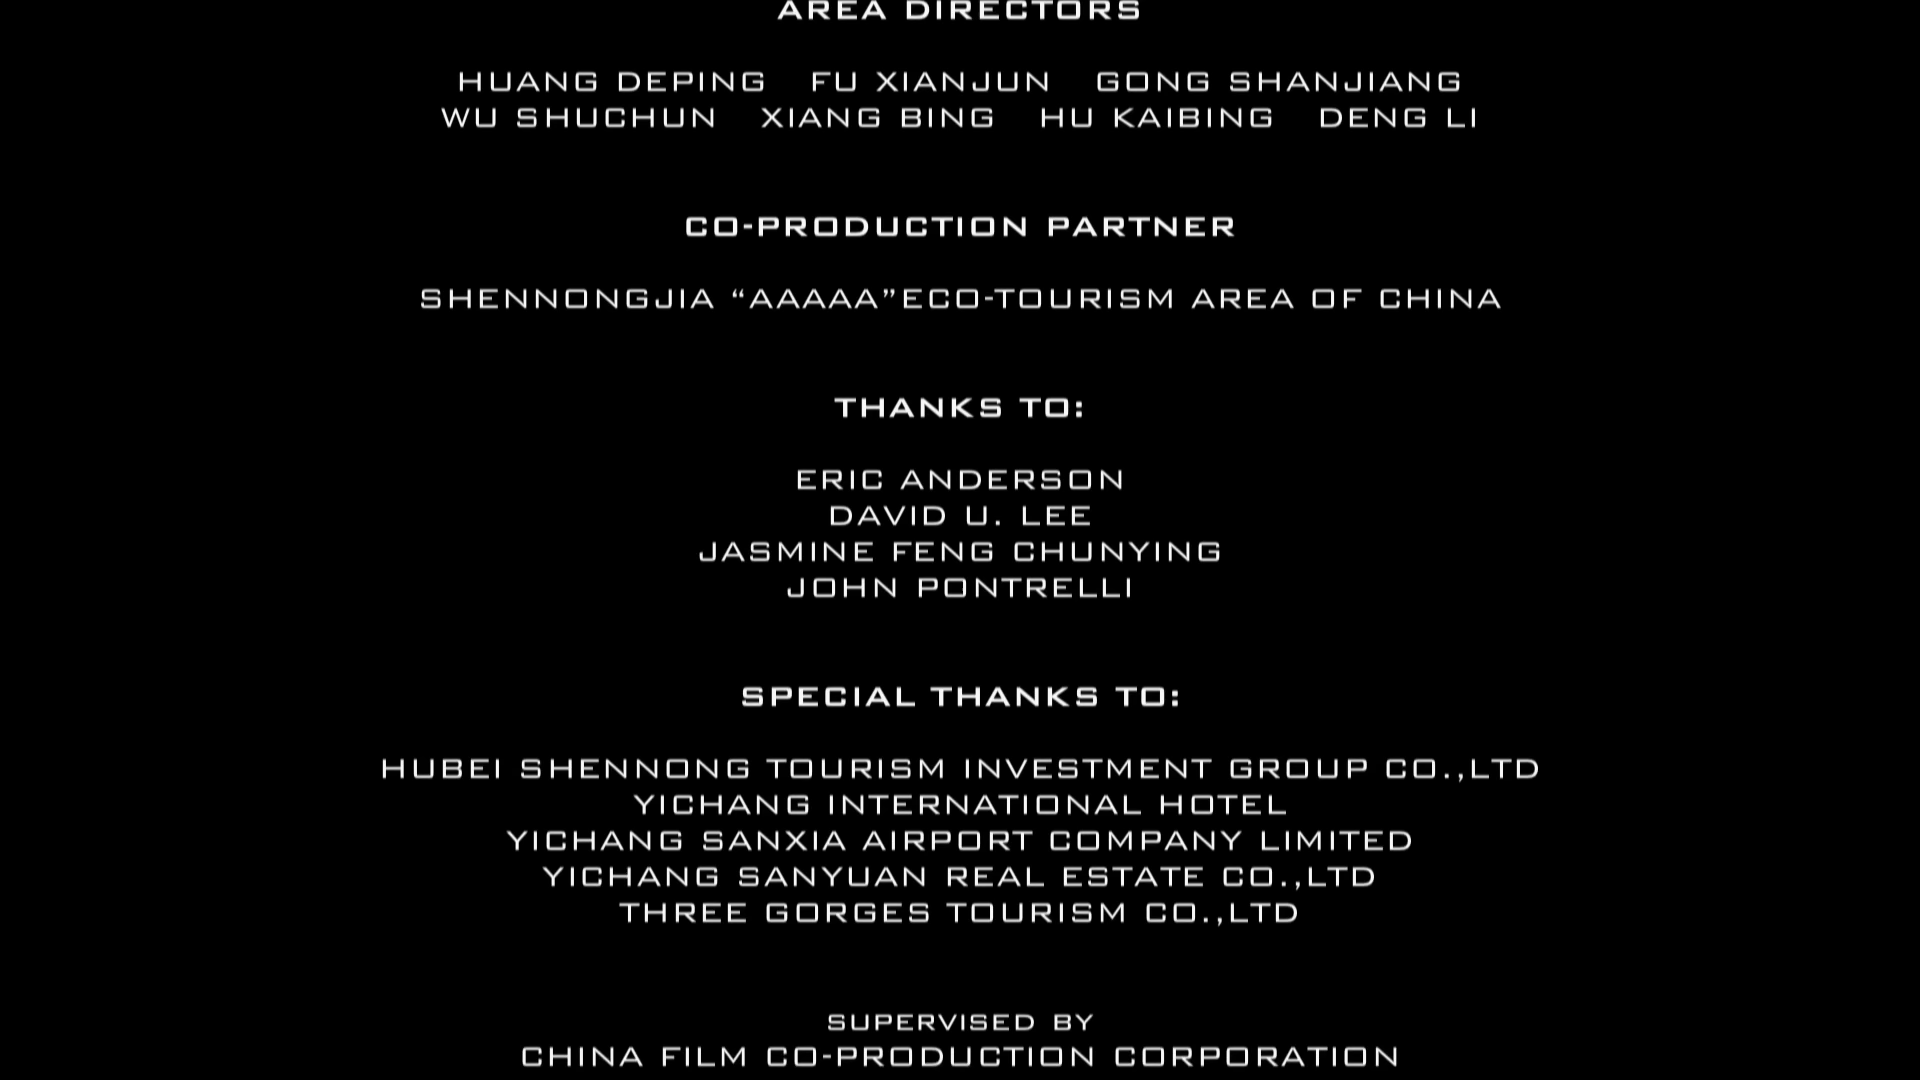 AREA DIRECTORS
HUANG DEPING FU XIANJUN GONG SHANJIANG
WU SHUCHUN XIANG BING HU KAIBING DENG LI
CO-PRODUCTION PARTNER
SHENNONGJIA “AAAAA”ECO-TOURISM AREA OF CHINA
THANKS TO:
ERIC ANDERSON
DAVID U. LEE
JASMINE FENG CHUNYING
JOHN PONTRELLI
SPECIAL THANKS TO:
HUBEI SHENNONG TOURISM INVESTMENT GROUP CO.,LTD
YICHANG INTERNATIONAL HOTEL
YICHANG SANXIA AIRPORT COMPANY LIMITED
YICHANG SANYUAN REAL ESTATE CO.,LTD
THREE GORGES TOURISM CO.,LTD
SUPERVISED BY
CHINA FILM CO-PRODUCTION CORPORATION